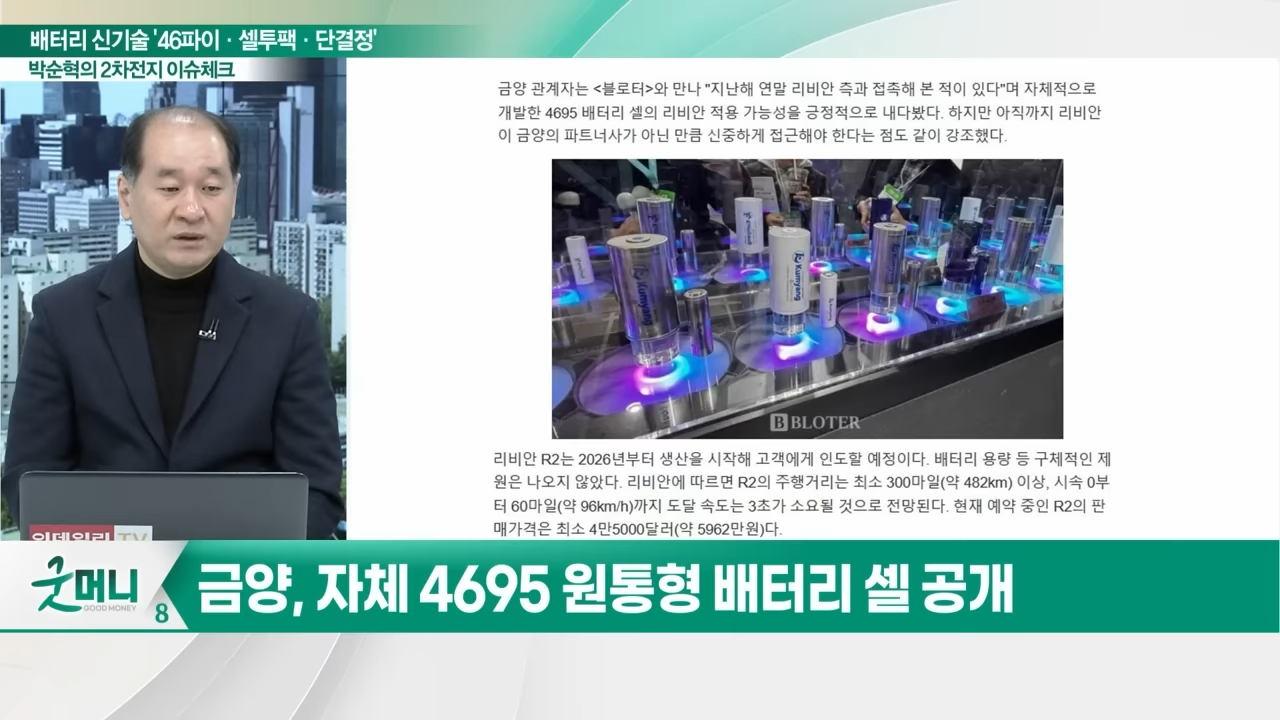 배터리 신기술 '46파이 · 셀투팩 · 단결정'
박순혁의 2차전지 이슈체크
금양 관계자는 <블로터>와 만나 "지난해 연말 리비안 측과 접촉해 본 적이 있다"며 자체적으로
개발한 4695 배터리 셀의 리비안 적용 가능성을 긍정적으로 내다봤다. 하지만 아직까지 리비안
이 금양의 파트너사가 아닌 만큼 신중하게 접근해야 한다는 점도 같이 강조했다.
Kumyang
Kumyang
B BLOTER
리비안 R2는 2026년부터 생산을 시작해 고객에게 인도할 예정이다. 배터리 용량 등 구체적인 제
원은 나오지 않았다. 리비안에 따르면 R2의 주행거리는 최소 300마일(약 482km) 이상, 시속 0부
터 60마일(약 96km/h)까지 도달 속도는 3초가 소요될 것으로 전망된다. 현재 예약 중인 R2의 판
매가격은 최소 4만5000달러(약 5962만원)다.
이데일리 TV
굿머니
GOOD MONEY
8
금양, 자체 4695 원통형 배터리 셀 공개